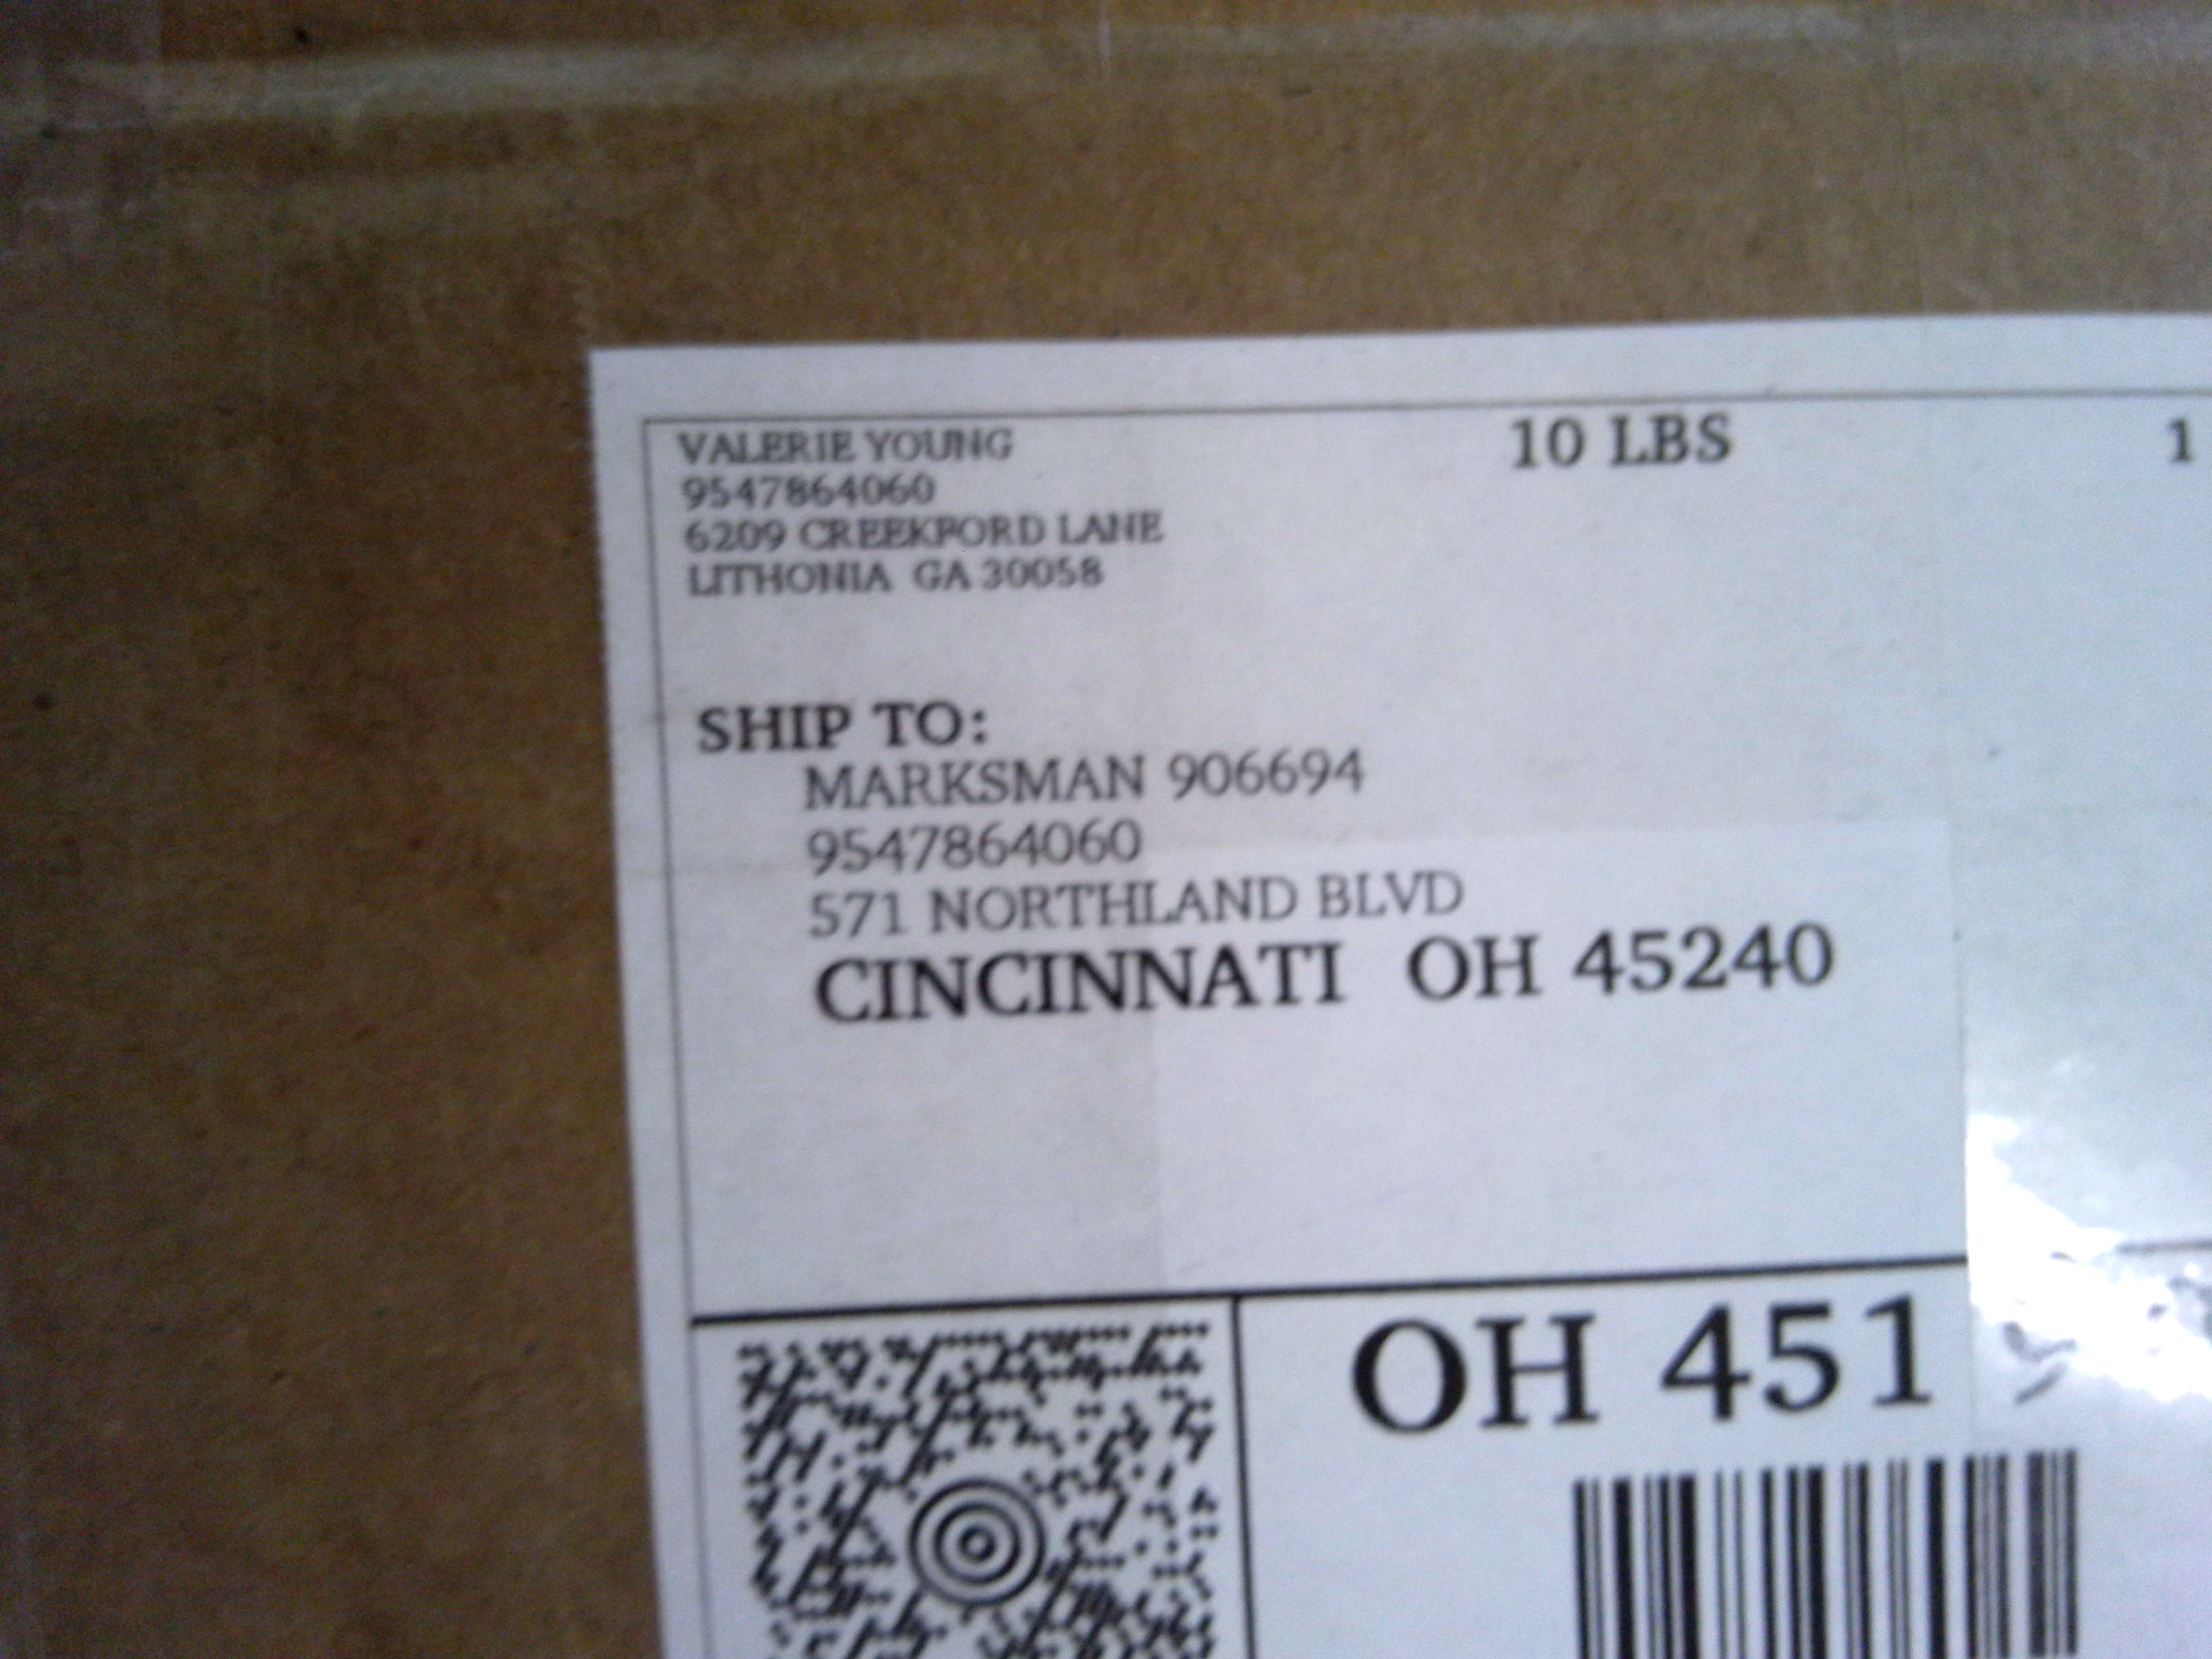 VALERIE YOUNG
9547864060
6209 CREEKFORD LANE
LITHONIA GA 30058
10 LBS
1
SHIP TO:
MARKSMAN 906694
9547864060
571 NORTHLAND BLVD
CINCINNATI OH 45240
OH 451